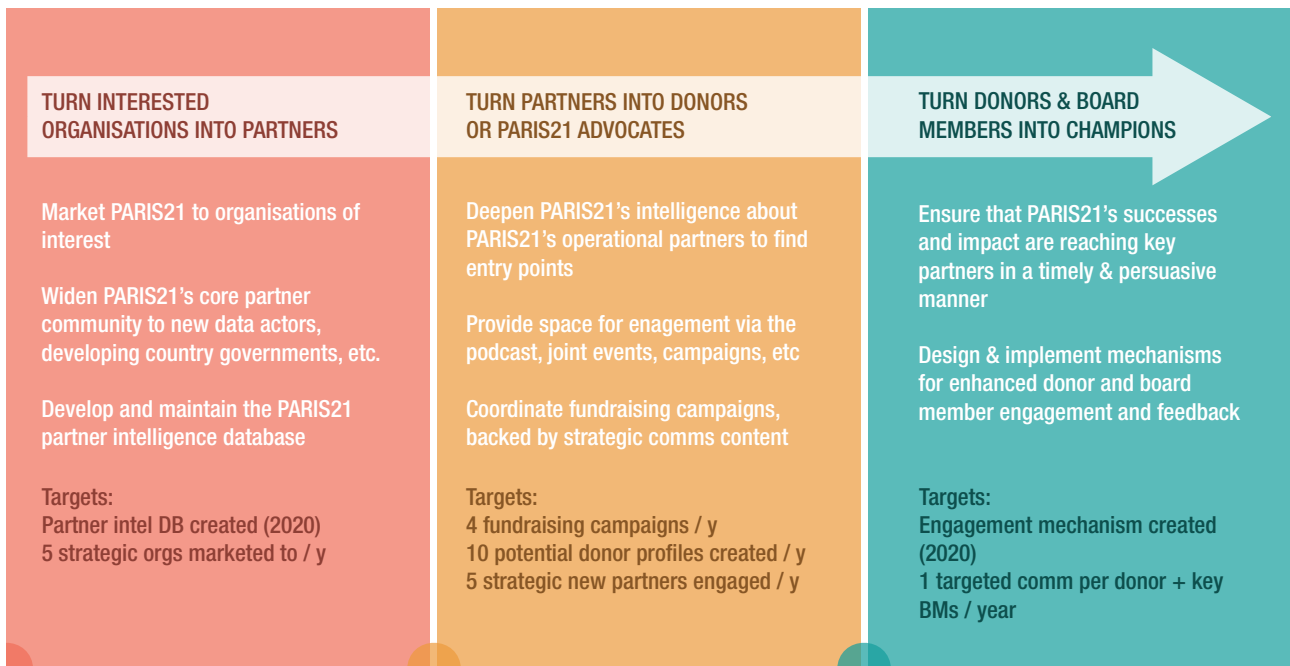 TURN INTERESTED
ORGANISATIONS INTO PARTNERS
Market PARIS21 to organisations of
interest
Widen PARIS21's core partner
community to new data actors,
developing country governments, etc.
Develop and maintain the PARIS21
partner intelligence database
Targets:
Partner intel DB created (2020)
5 strategic orgs marketed to / y
TURN PARTNERS INTO DONORS
OR PARIS21 ADVOCATES
Deepen PARIS21's intelligence about
PARIS21's operational partners to find
entry points
Provide space for enagement via the
podcast, joint events, campaigns, etc
Coordinate fundraising campaigns,
backed by strategic comms content
Targets:
4 fundraising campaigns / y
10 potential donor profiles created / y
5 strategic new partners engaged / y
TURN DONORS & BOARD
MEMBERS INTO CHAMPIONS
Ensure that PARIS21's successes
and impact are reaching key
partners in a timely & persuasive
manner
Design & implement mechanisms
for enhanced donor and board
member engagement and feedback
Targets:
Engagement mechanism created
(2020)
1 targeted comm per donor + key
BMs / year